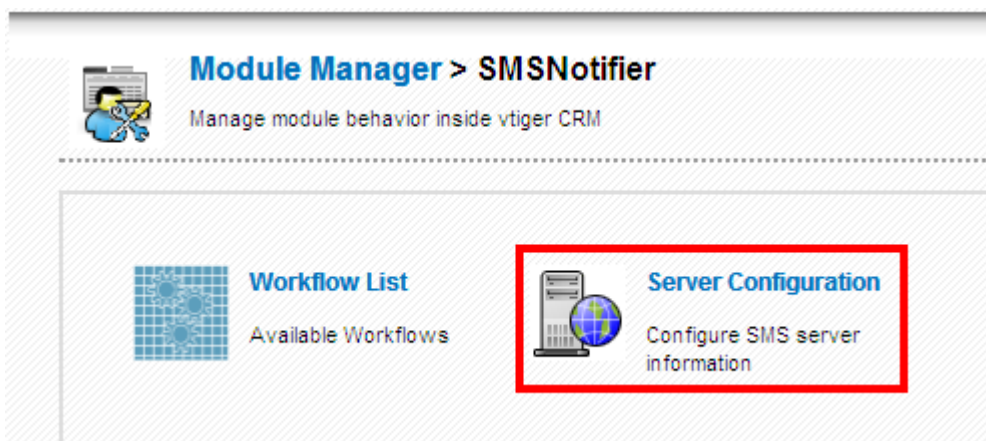 Module Manager > SMSNotifier
Manage module behavior inside vtiger CRM
Workflow List
Available Workflows
Server Configuration
Configure SMS server
information